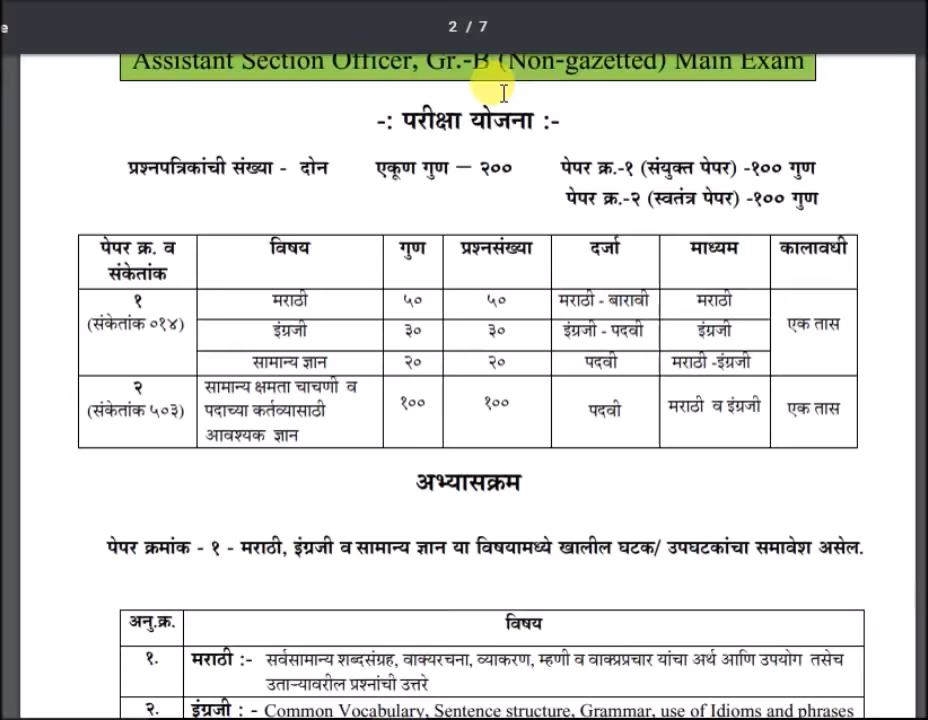 e
2 / 7
Assistant Section Officer, Gr.-B (Non-gazetted) Main Exam
-: परीक्षा योजना :-
प्रश्नपत्रिकांची संख्या - दोन एकूण गुण – २०० पेपर क्र.-१ (संयुक्त पेपर) -१०० गुण
पेपर क्र.-२ (स्वतंत्र पेपर) -१०० गुण
पेपर क्र. व विषय गुण प्रश्नसंख्या दर्जा माध्यम कालावधी
संकेतांक
१ मराठी ५० ५० मराठी - बारावी मराठी
(संकेतांक ०१४) इंग्रजी ३० ३० इंग्रजी - पदवी इंग्रजी एक तास
सामान्य ज्ञान २० २० पदवी मराठी -इंग्रजी
२ सामान्य क्षमता चाचणी व
(संकेतांक ५०३) पदाच्या कर्तव्यासाठी १०० १०० पदवी मराठी व इंग्रजी एक तास
आवश्यक ज्ञान
अभ्यासक्रम
पेपर क्रमांक - १ - मराठी, इंग्रजी व सामान्य ज्ञान या विषयामध्ये खालील घटक/ उपघटकांचा समावेश असेल.
अनु.क्र. विषय
१. मराठी :- सर्वसामान्य शब्दसंग्रह, वाक्यरचना, व्याकरण, म्हणी व वाक्प्रप्रचार यांचा अर्थ आणि उपयोग तसेच
उताऱ्यावरील प्रश्नांची उत्तरे
२. इंग्रजी : - Common Vocabulary, Sentence structure, Grammar, use of Idioms and phrases